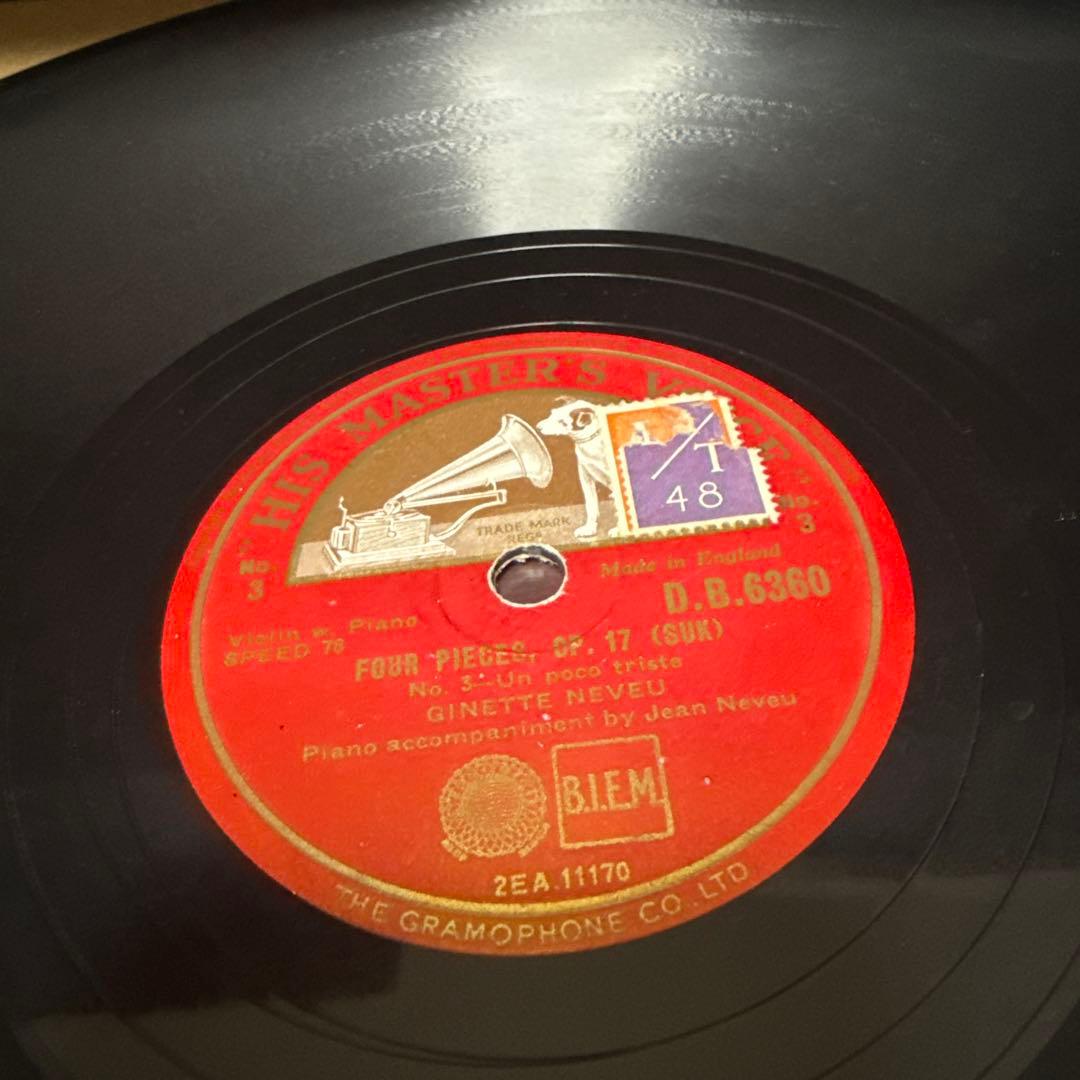 "HIS MASTER'S VOICE"
T
48
TRADE MARK
REGD
No.
3
No.
3
Made in England
D.B.6360
Violin w. Piano
SPEED 78
FOUR PIECES, OP. 17 (SUK)
No. 3—Un poco triste
GINETTE NEVEU
Piano accompaniment by Jean Neveu
B.I.E.M.
2EA.11170
THE GRAMOPHONE CO. LTD